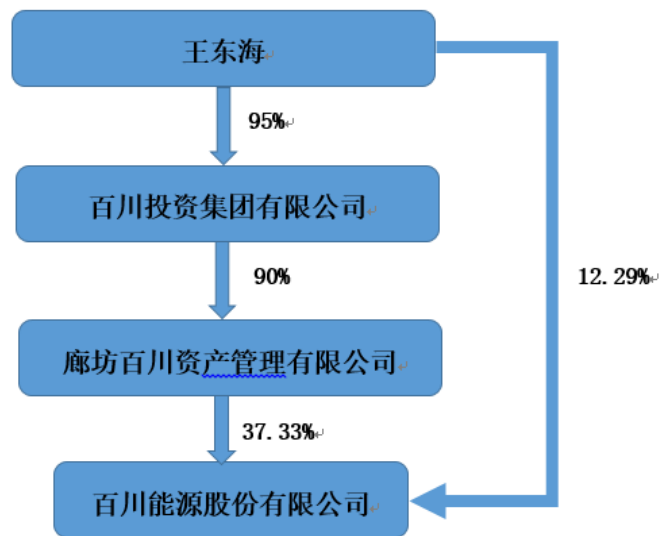 王东海
95%
百川投资集团有限公司
90%
12.29%
廊坊百川资产管理有限公司
37.33%
百川能源股份有限公司